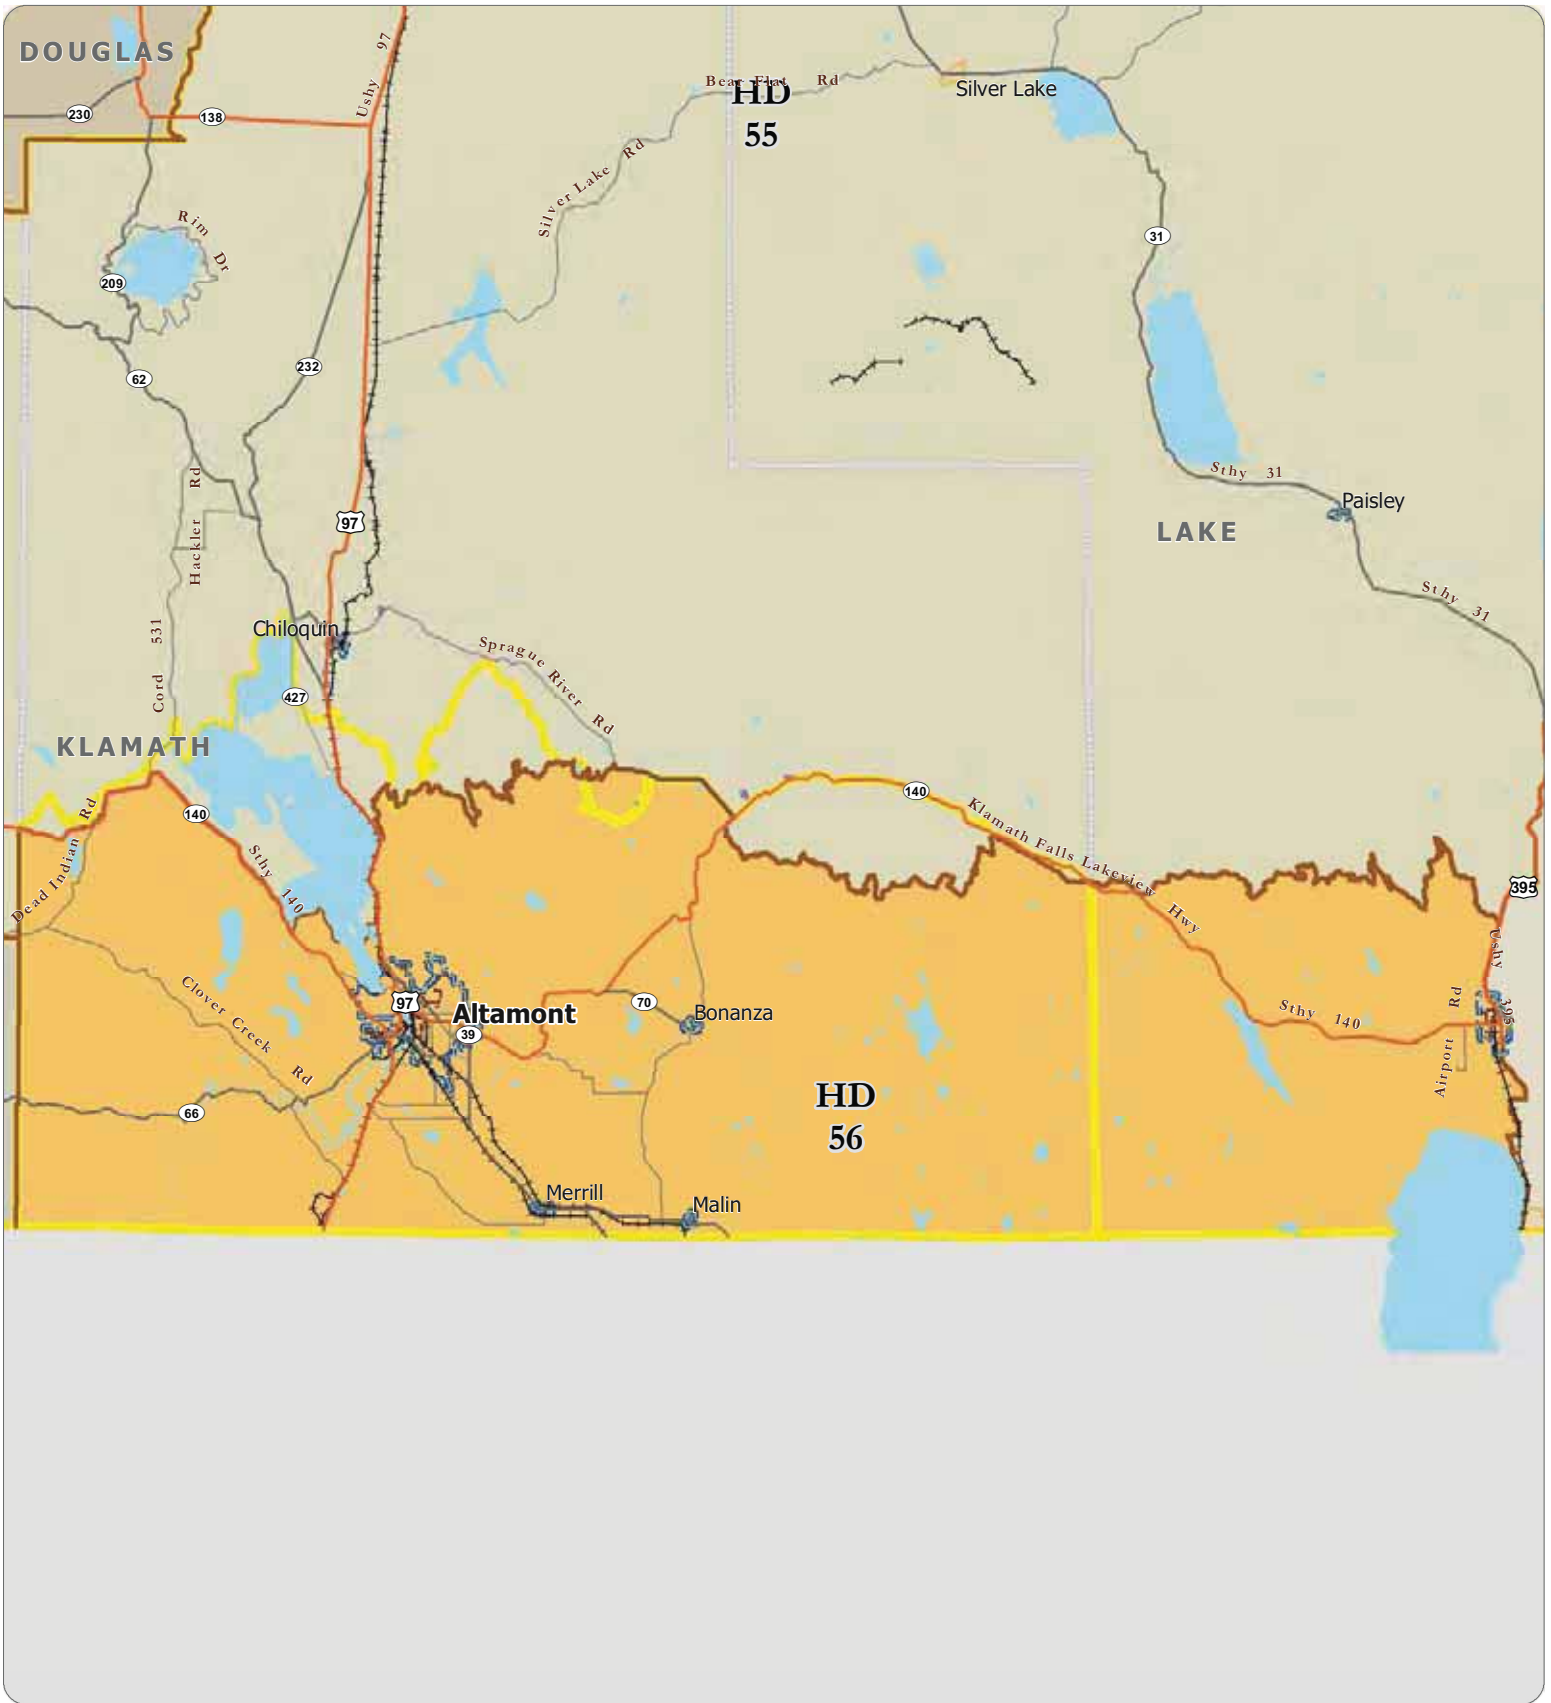 DOUGLAS
Ushy 97
230
138
Bear Flat Rd
HD
55
Silver Lake
Silver Lake Rd
Rim Dr
31
209
232
62
Hackler Rd
97
Sthy 31
Paisley
LAKE
Sthy 31
Cord 531
Chiloquin
Sprague River Rd
427
KLAMATH
140
140
Klamath Falls Lakeview Hwy
Dead Indian Rd
Sthy 140
395
Ushy 395
Clover Creek Rd
97
Altamont
39
70
Bonanza
Sthy 140
Airport Rd
66
HD
56
Merrill
Malin